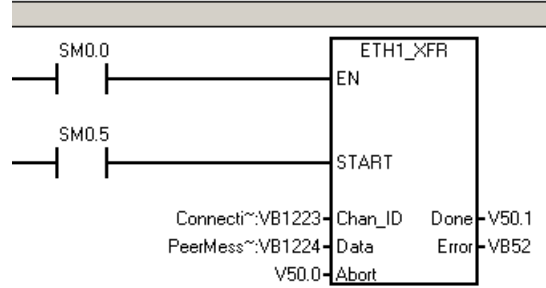 SM0.0 ETH1_XFR
EN
SM0.5
START
Connecti~:VB1223 Chan_ID Done V50.1
PeerMess~:VB1224 Data Error VB52
V50.0 Abort